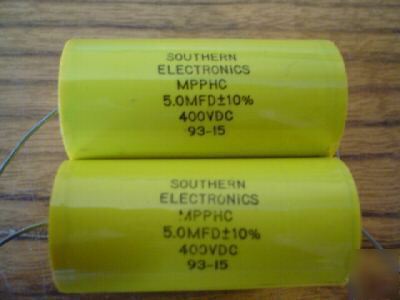 SOUTHERN
ELECTRONICS
MPPHC
5.0MFD±10%
400VDC
93-15
SOUTHERN
ELECTRONICS
MPPHC
5.0MFD±10%
400VDC
93-15